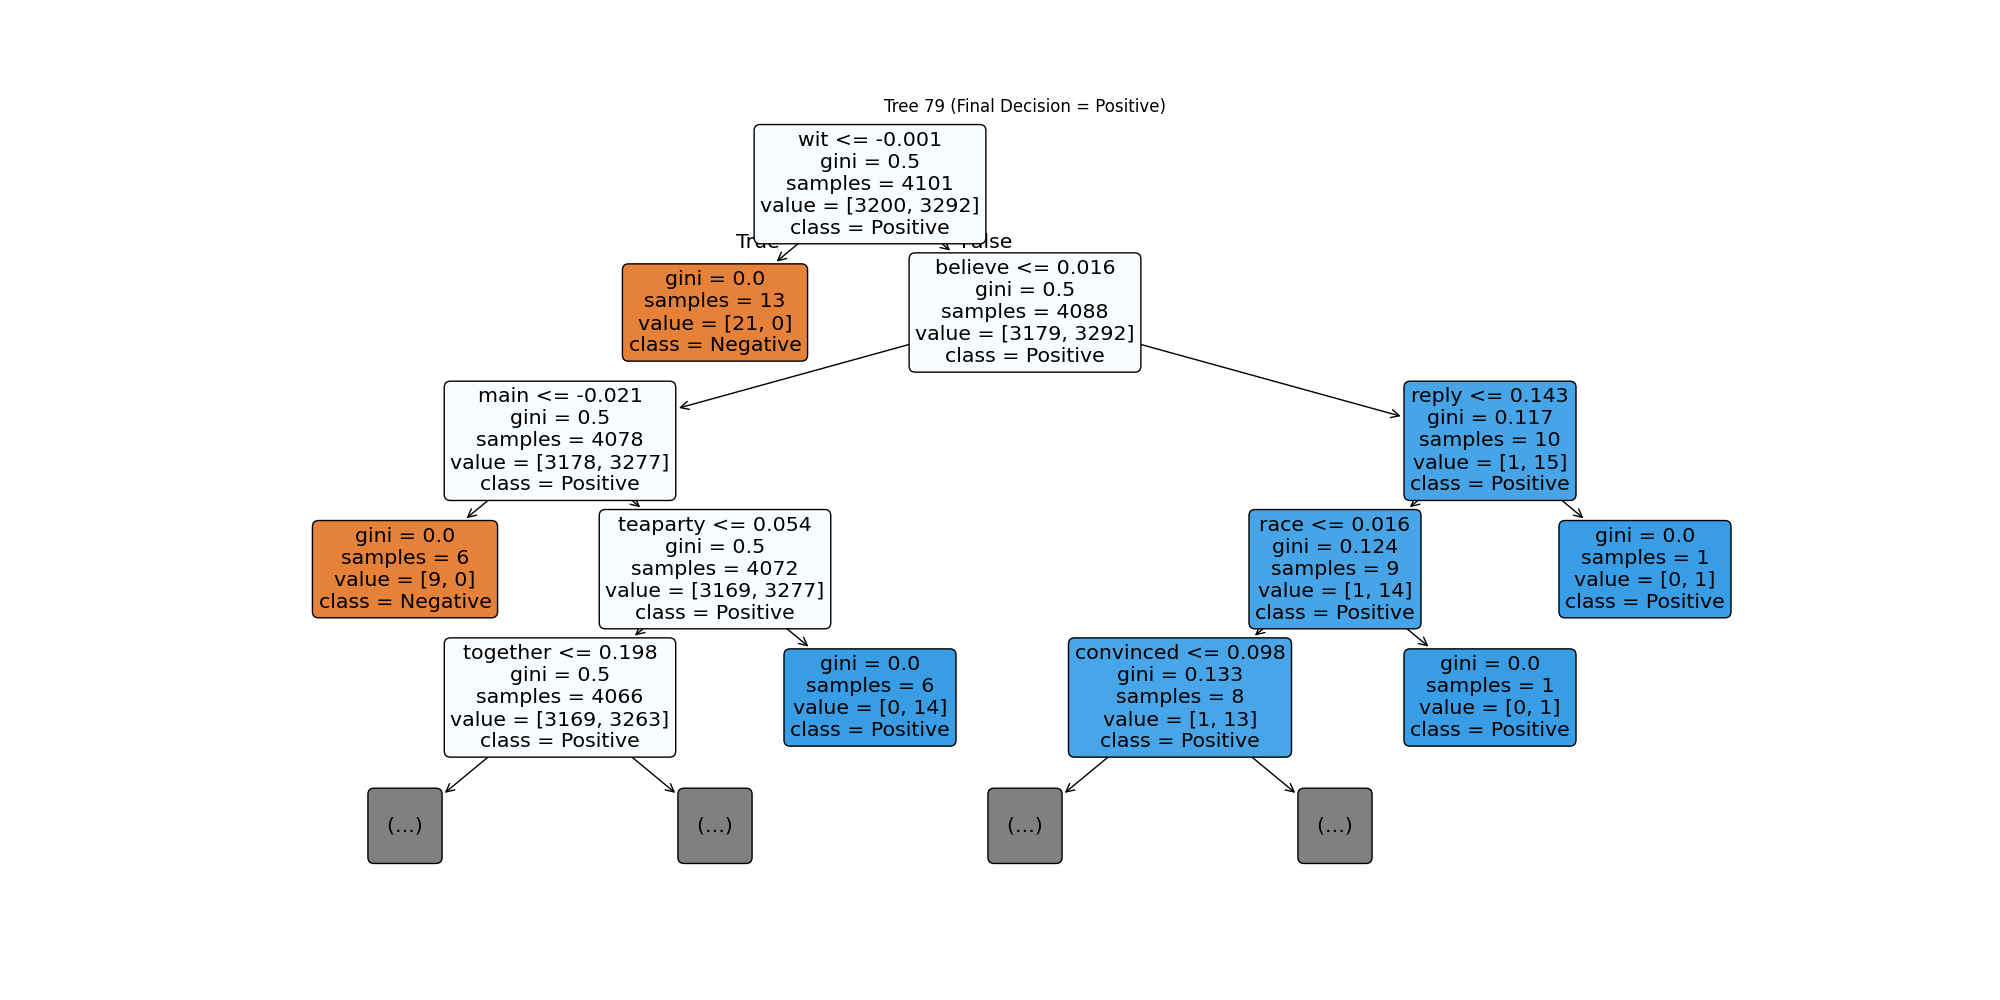 Tree 79 (Final Decision = Positive)
wit <= -0.001
gini = 0.5
samples = 4101
value = [3200, 3292]
class = Positive
True
False
gini = 0.0
samples = 13
value = [21, 0]
class = Negative
believe <= 0.016
gini = 0.5
samples = 4088
value = [3179, 3292]
class = Positive
main <= -0.021
gini = 0.5
samples = 4078
value = [3178, 3277]
class = Positive
reply <= 0.143
gini = 0.117
samples = 10
value = [1, 15]
class = Positive
gini = 0.0
samples = 6
value = [9, 0]
class = Negative
teaparty <= 0.054
gini = 0.5
samples = 4072
value = [3169, 3277]
class = Positive
race <= 0.016
gini = 0.124
samples = 9
value = [1, 14]
class = Positive
gini = 0.0
samples = 1
value = [0, 1]
class = Positive
together <= 0.198
gini = 0.5
samples = 4066
value = [3169, 3263]
class = Positive
gini = 0.0
samples = 6
value = [0, 14]
class = Positive
convinced <= 0.098
gini = 0.133
samples = 8
value = [1, 13]
class = Positive
gini = 0.0
samples = 1
value = [0, 1]
class = Positive
(...)
(...)
(...)
(...)